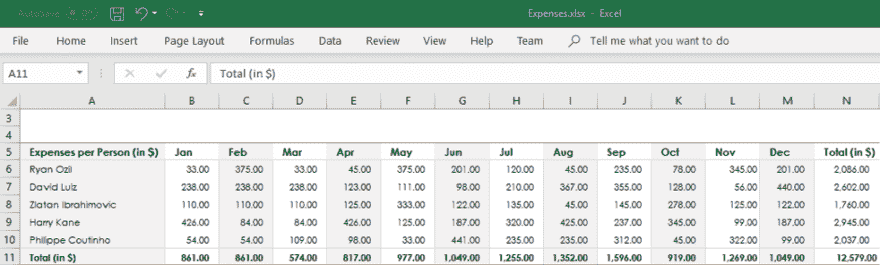 AutoSave Off Expenses.xlsx - Excel
File Home Insert Page Layout Formulas Data Review View Help Team Tell me what you want to do
A11 fx Total (in $)
A B C D E F G H I J K L M N
3
4
5 Expenses per Person (in $) Jan Feb Mar Apr May Jun Jul Aug Sep Oct Nov Dec Total (in $)
6 Ryan Ozil 33.00 375.00 33.00 45.00 375.00 201.00 120.00 45.00 235.00 78.00 345.00 201.00 2,086.00
7 David Luiz 238.00 238.00 238.00 123.00 111.00 98.00 210.00 367.00 355.00 128.00 56.00 440.00 2,602.00
8 Zlatan Ibrahimovic 110.00 110.00 110.00 125.00 333.00 122.00 135.00 45.00 145.00 278.00 125.00 122.00 1,760.00
9 Harry Kane 426.00 84.00 84.00 426.00 125.00 187.00 320.00 425.00 237.00 345.00 99.00 187.00 2,945.00
10 Philippe Coutinho 54.00 54.00 109.00 98.00 33.00 441.00 235.00 235.00 312.00 45.00 322.00 99.00 2,037.00
11 Total (in $) 861.00 861.00 574.00 817.00 977.00 1,049.00 1,255.00 1,352.00 1,596.00 919.00 1,269.00 1,049.00 12,579.00